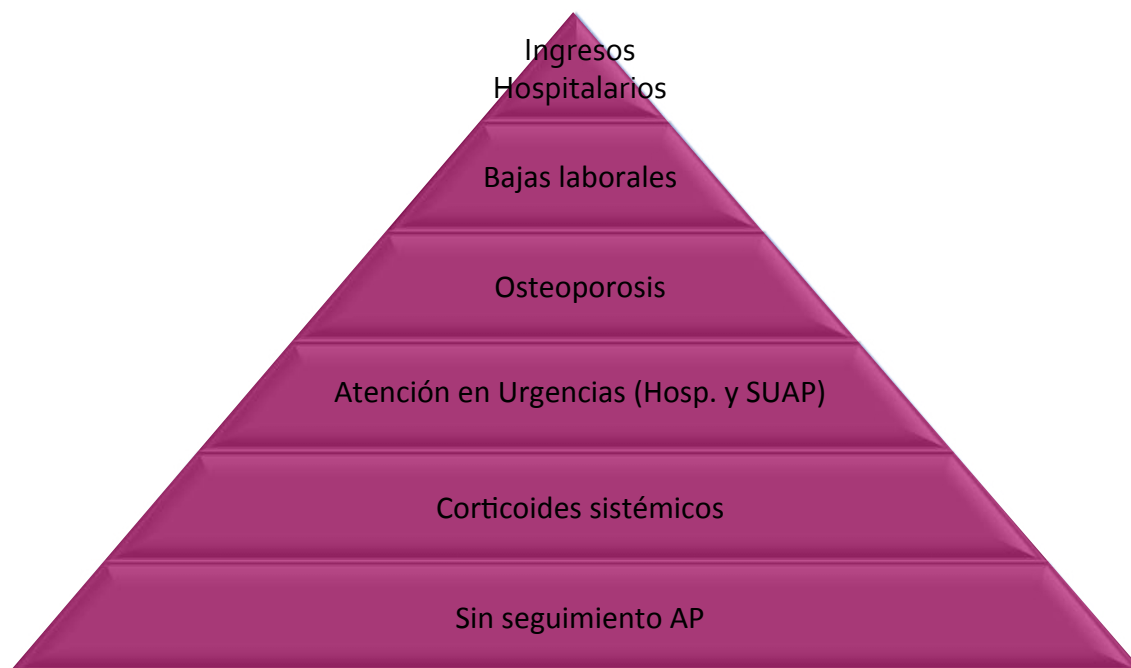 Ingresos
Hospitalarios
Bajas laborales
Osteoporosis
Atención en Urgencias (Hosp. y SUAP)
Corticoides sistémicos
Sin seguimiento AP